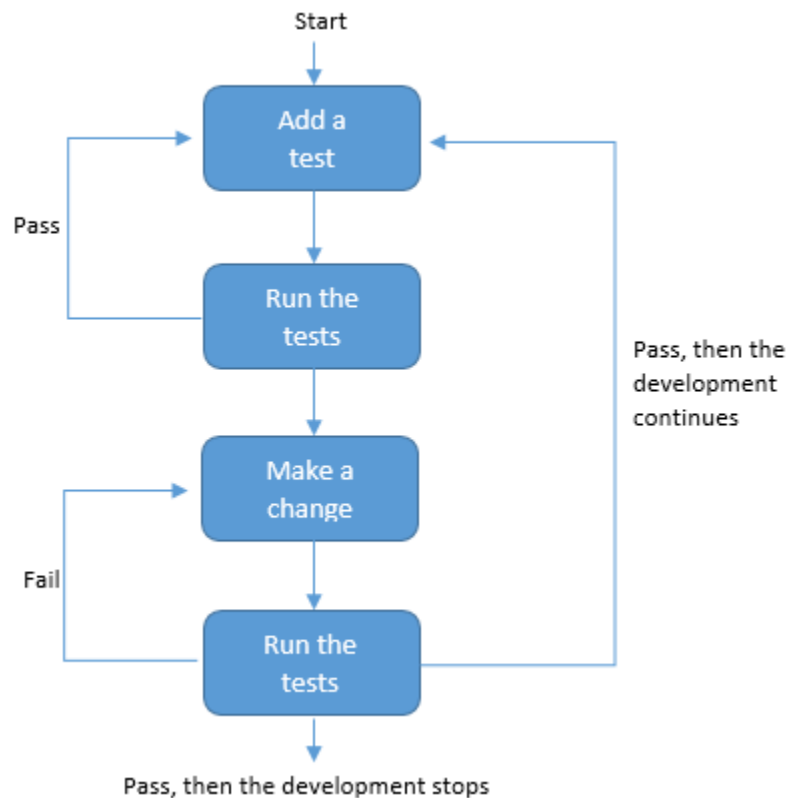 Start
Add a
test
Pass
Run the
tests
Pass, then the
development
continues
Make a
change
Fail
Run the
tests
Pass, then the development stops